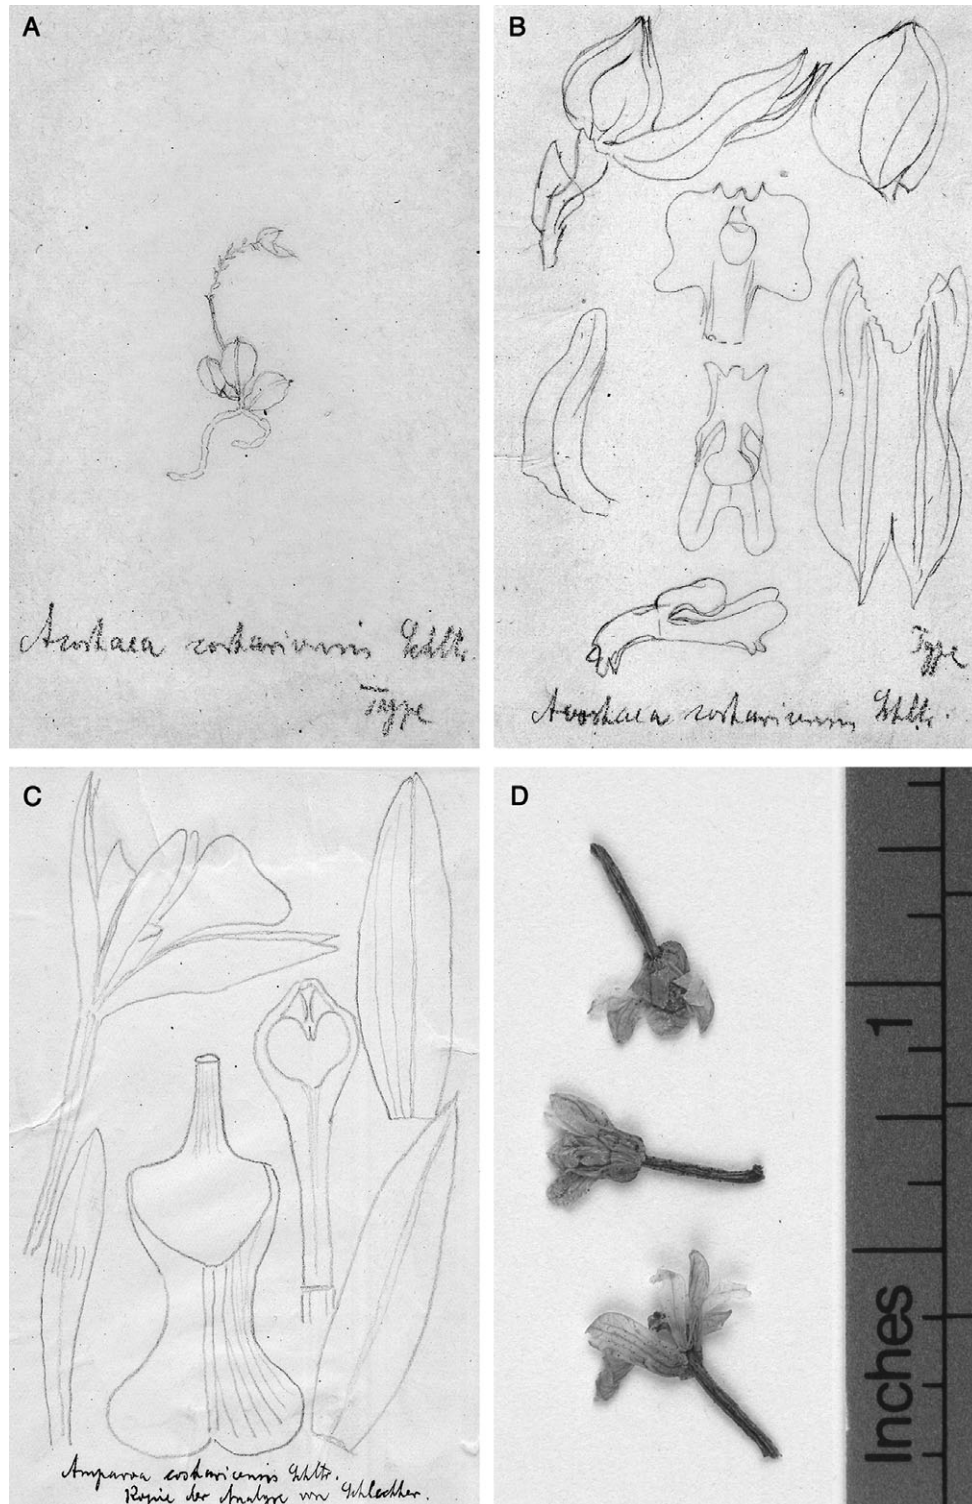 A
Acostaea costaricensis Schltr.
Type
B
Type
Acostaea costaricensis Schltr.
C
Amparoa costaricensis Schltr.
Kopie der Analyse von Schlechter.
D
1
Inches